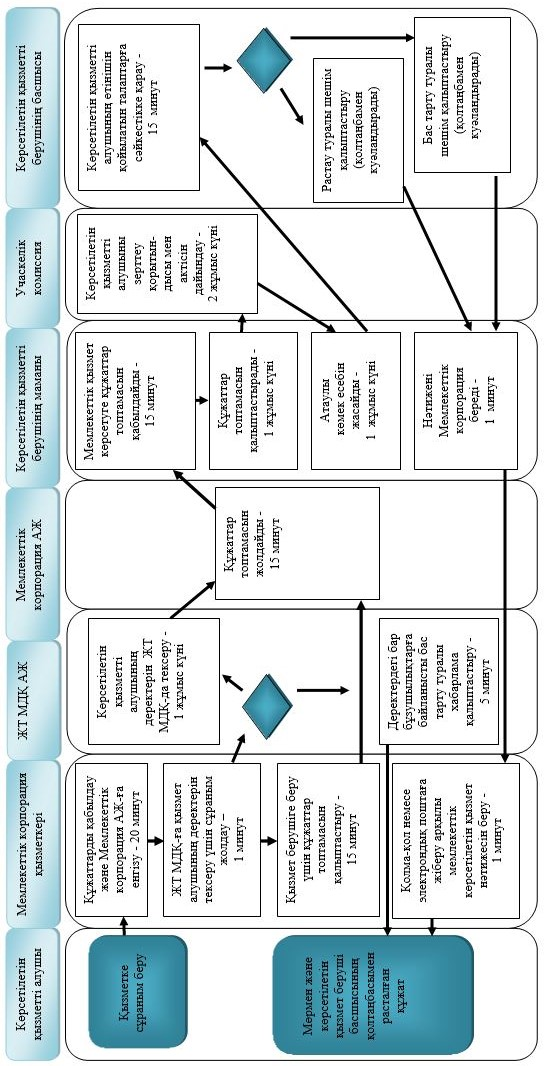 Көрсетілетін
қызметті алушы
Мемлекеттік корпорация
қызметкері
ЖТ МДҚ АЖ
Мемлекеттік
корпорация АЖ
Көрсетілетін қызметті
берушінің маманы
Учаскелік
комиссия
Көрсетілетін қызметті
берушінің басшысы
Қызметке
сұраным беру
Мөрмен және
көрсетілетін
қызмет беруші
басшысының
қолтаңбасымен
расталған
құжат
Құжаттарды қабылдау
және Мемлекеттік
корпорация АЖ-ға
енгізу - 20 минут
ЖТ МДҚ-ға қызмет
алушының деректерін
тексеру үшін сұраным
жолдау –
1 минут
Қызмет берушіге беру
үшін құжаттар
топтамасын
қалыптастыру -
15 минут
Қолма-қол немесе
электрондық поштаға
жіберу арқылы
мемлекеттік
көрсетілетін қызмет
нәтижесін беру -
1 минут
Көрсетілетін
қызметті
алушының
деректерін ЖТ
МДҚ-да тексеру -
1 жұмыс күні
Деректердегі бар
бұзушылықтарға
байланысты бас
тарту туралы
хабарлама
қалыптастыру -
5 минут
Құжаттар
топтамасын
жолдайды -
15 минут
Мемлекеттік қызмет
көрсетуге құжаттар
топтамасын
қабылдайды -
15 минут
Құжаттар
топтамасын
қалыптастырады -
1 жұмыс күні
Атаулы
көмек есебін
жасайды -
1 жұмыс күні
Нәтижені
Мемлекеттік
корпорация
береді -
1 минут
Көрсетілетін
қызметті
алушыны
зерттеу
қорытын-
дысы мен
актісін
дайындау -
2 жұмыс күні
Көрсетілетін қызметті
алушының өтінішін
қойылатын талаптарға
сәйкестікке қарау -
15 минут
Растау туралы шешім
қалыптастыру
(қолтаңбамен
куәландырады)
Бас тарту туралы
шешім қалыптастыру
(қолтаңбамен
куәландырады)